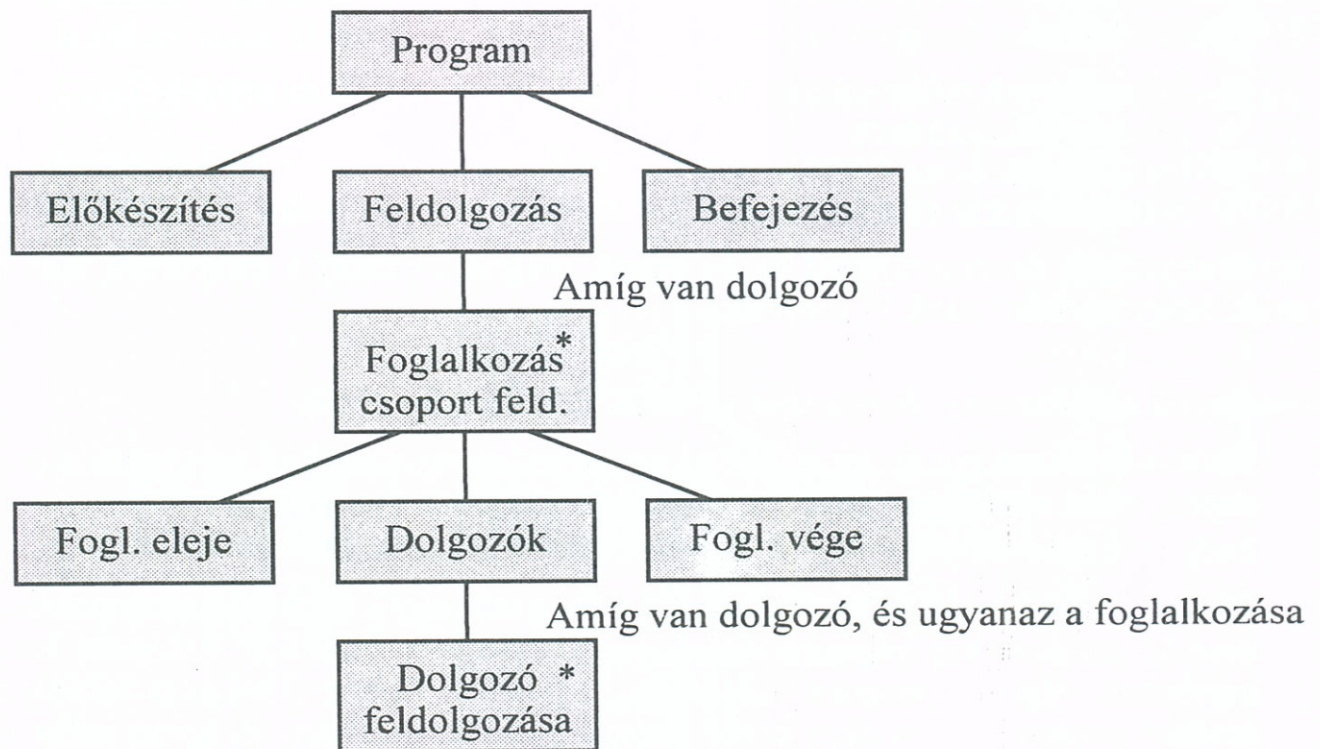 Program
Előkészítés
Feldolgozás
Befejezés
Amíg van dolgozó
Foglalkozás*
csoport feld.
Fogl. eleje
Dolgozók
Fogl. vége
Amíg van dolgozó, és ugyanaz a foglalkozása
Dolgozó *
feldolgozása